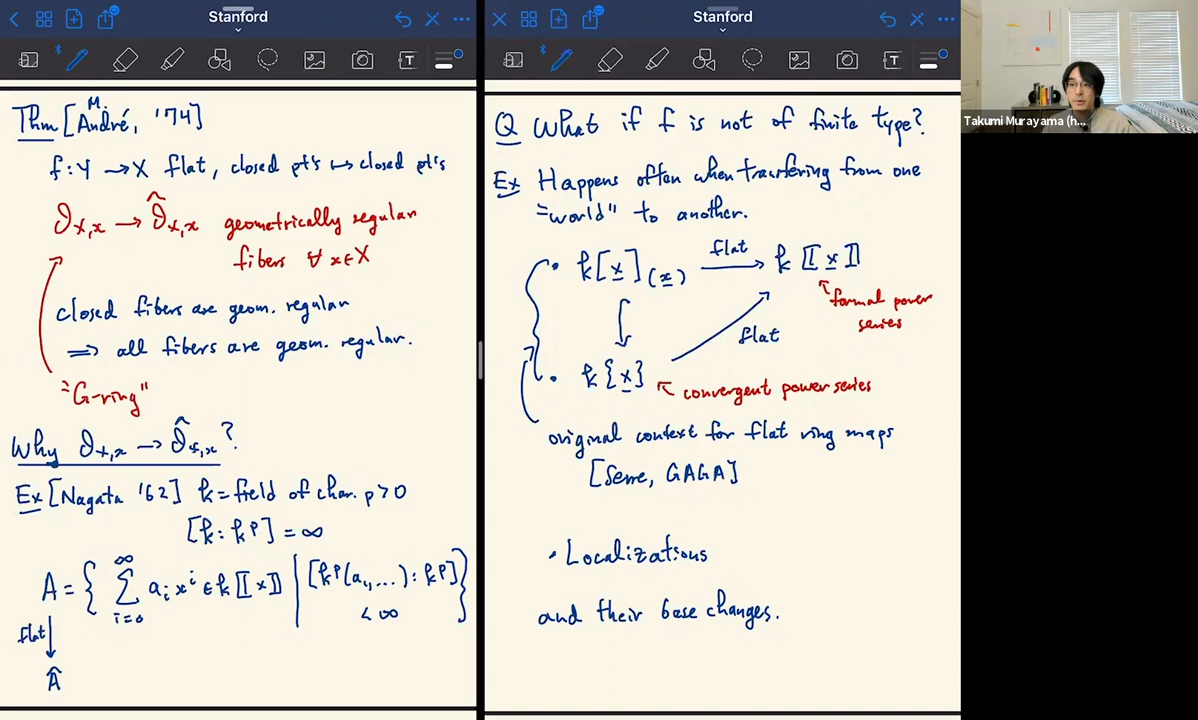 Stanford
Thm [M. André, '74]
f: Y → X flat, closed pt's ↦ closed pt's
𝒪_{X,x} → 𝒪̂_{X,x} geometrically regular
fibers ∀ x∈X
closed fibers are geom. regular
⟹ all fibers are geom. regular.
"G-ring"
Why 𝒪_{X,x} → 𝒪̂_{X,x}?
Ex [Nagata '62] k = field of char. p>0
[k : k^p] = ∞
A = { ∑_{i=0}^{∞} a_i x^i ∈ k[[x]] | [k^p(a_1,...) : k^p] < ∞ }
flat ↓
Â
Stanford
Q What if f is not of finite type?
Ex Happens often when transfering from one
"world" to another.
• k[x]_(x) —flat→ k[[x]]
formal power
series
flat
• k{x} convergent power series
original context for flat ring maps
[Serre, GAGA]
• Localizations
and their base changes.
Takumi Murayama (h...